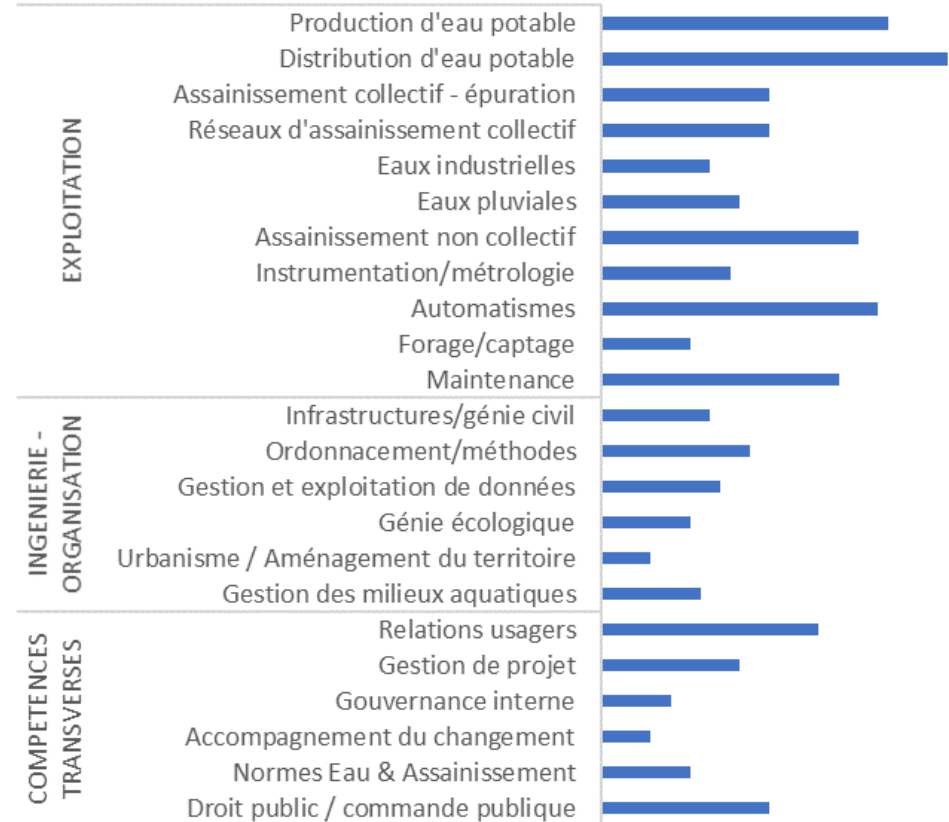 EXPLOITATION
Production d'eau potable
Distribution d'eau potable
Assainissement collectif - épuration
Réseaux d'assainissement collectif
Eaux industrielles
Eaux pluviales
Assainissement non collectif
Instrumentation/métrologie
Automatismes
Forage/captage
Maintenance
INGENIERIE -
ORGANISATION
Infrastructures/génie civil
Ordonnacement/méthodes
Gestion et exploitation de données
Génie écologique
Urbanisme / Aménagement du territoire
Gestion des milieux aquatiques
COMPETENCES
TRANSVERSES
Relations usagers
Gestion de projet
Gouvernance interne
Accompagnement du changement
Normes Eau & Assainissement
Droit public / commande publique